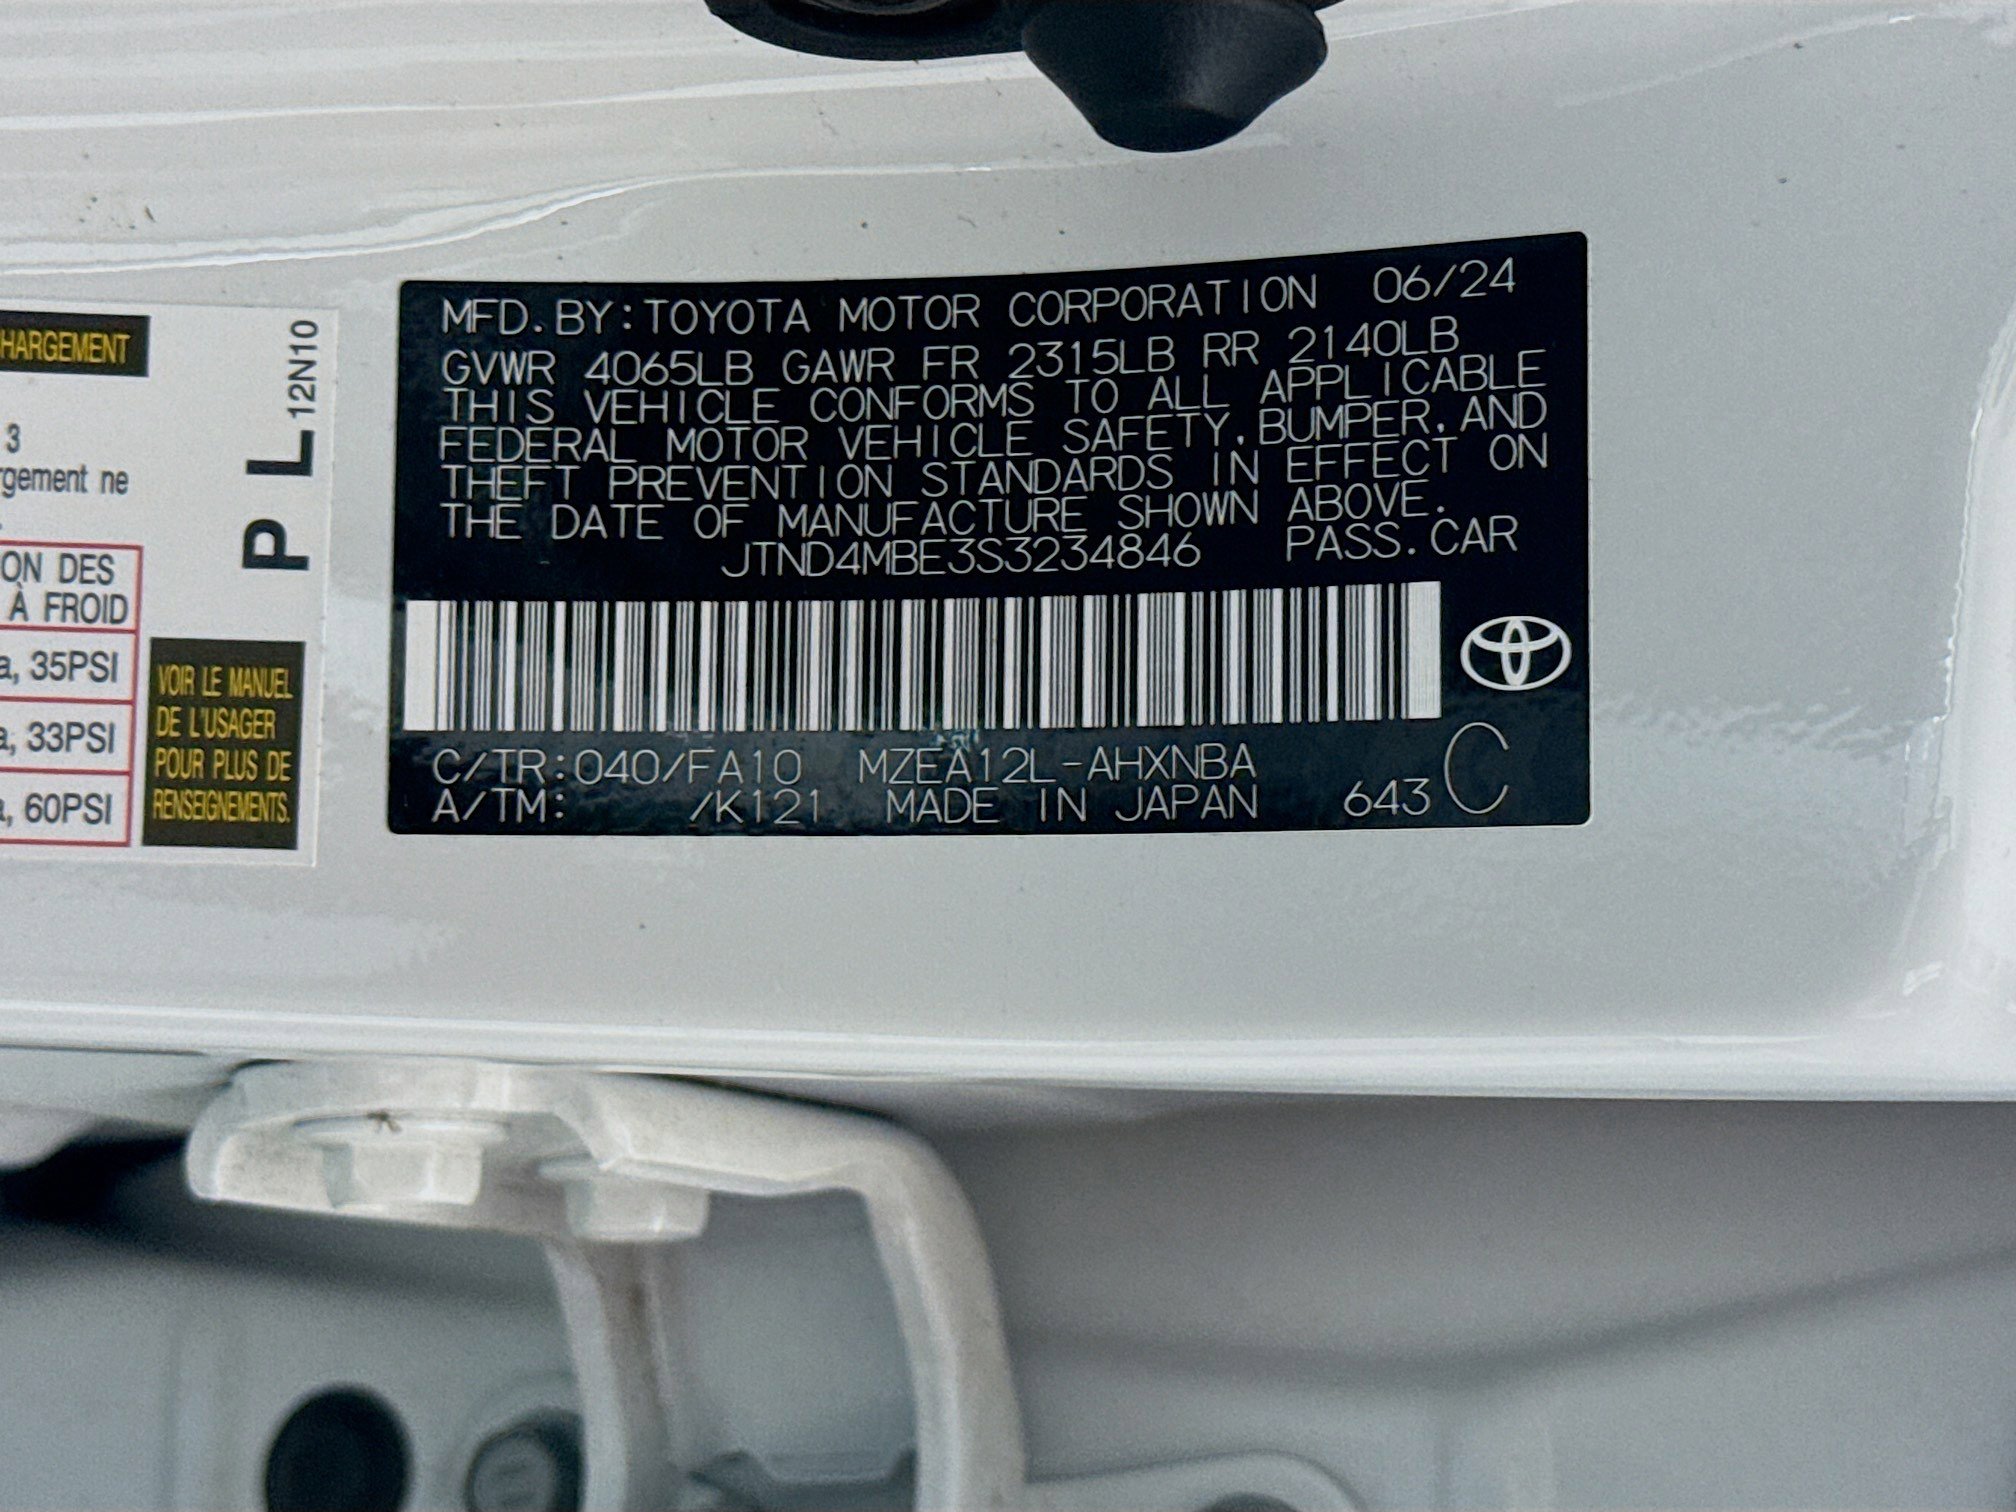 HARGEMENT
3
rgement ne
ON DES
À FROID
a, 35PSI
a, 33PSI
a, 60PSI
P L 12N10
VOIR LE MANUEL
DE L'USAGER
POUR PLUS DE
RENSEIGNEMENTS.
MFD. BY: TOYOTA MOTOR CORPORATION 06/24
GVWR 4065LB GAWR FR 2315LB RR 2140LB
THIS VEHICLE CONFORMS TO ALL APPLICABLE
FEDERAL MOTOR VEHICLE SAFETY, BUMPER, AND
THEFT PREVENTION STANDARDS IN EFFECT ON
THE DATE OF MANUFACTURE SHOWN ABOVE.
JTND4MBE3S3234846 PASS. CAR
C/TR:040/FA10 MZEA12L-AHXNBA
A/TM: /K121 MADE IN JAPAN 643 C